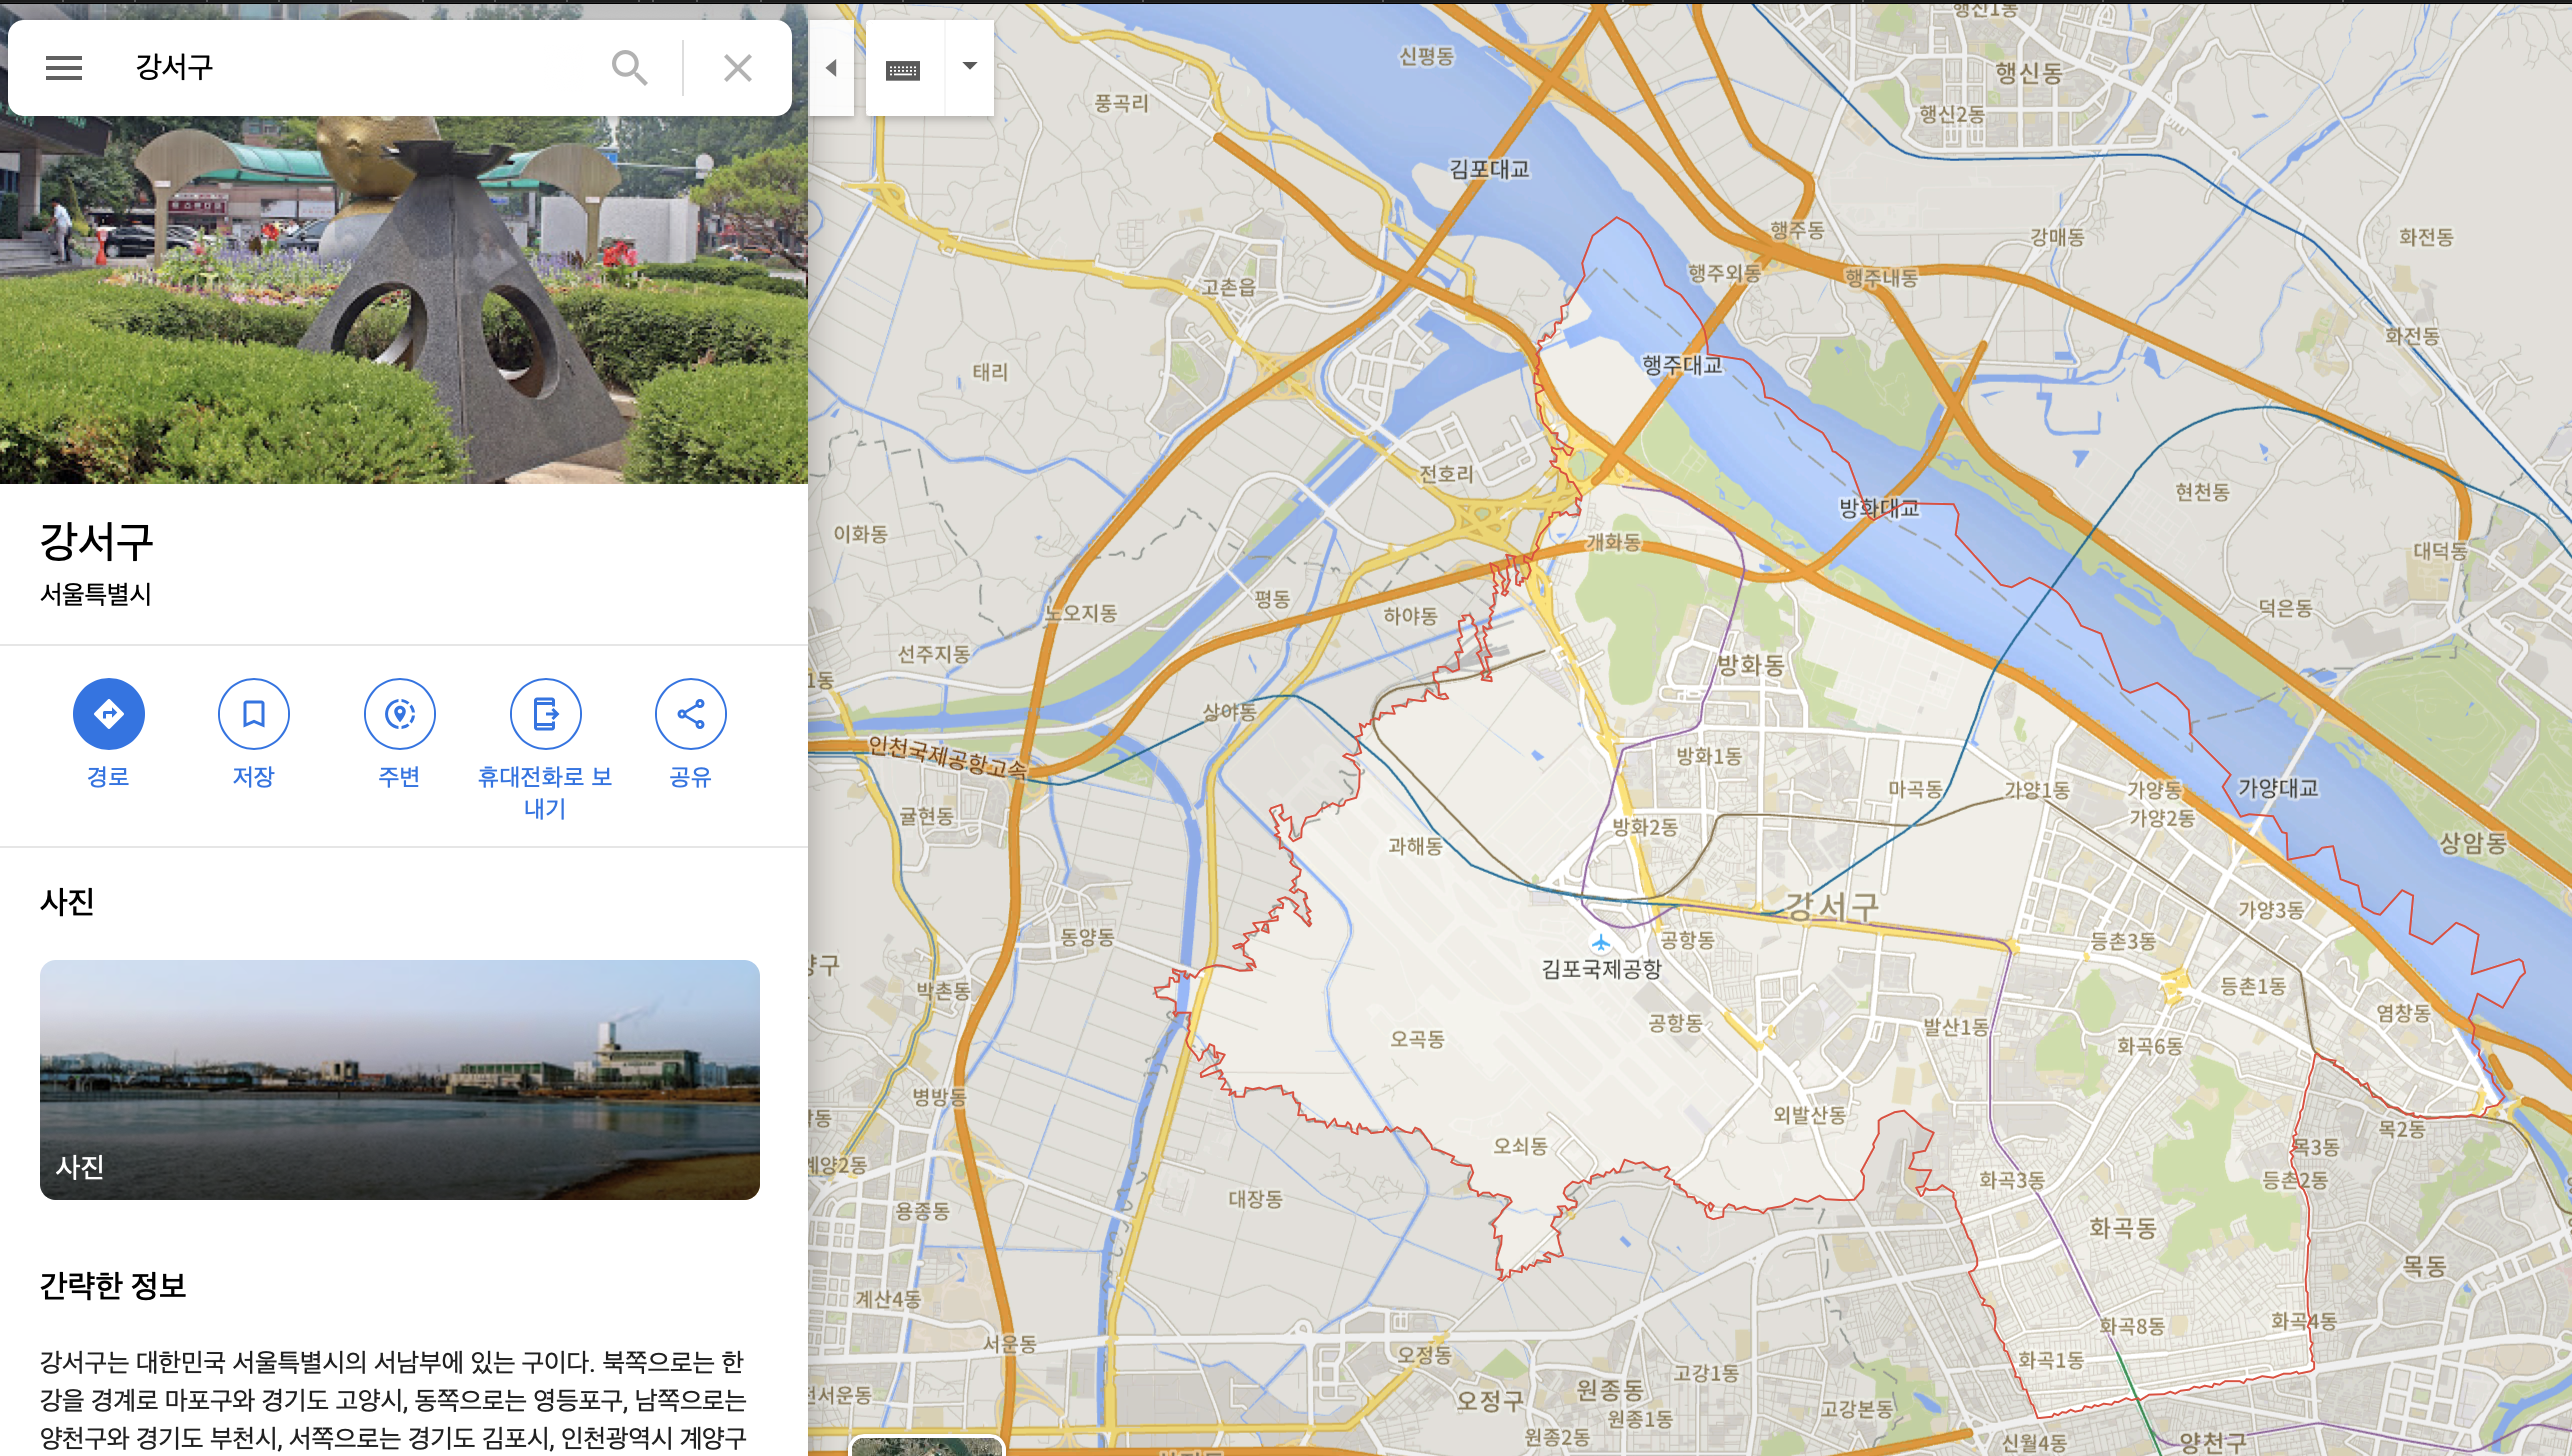 강서구
강서구
서울특별시
경로
저장
주변
휴대전화로 보
내기
공유
사진
사진
간략한 정보
강서구는 대한민국 서울특별시의 서남부에 있는 구이다. 북쪽으로는 한
강을 경계로 마포구와 경기도 고양시, 동쪽으로는 영등포구, 남쪽으로는
양천구와 경기도 부천시, 서쪽으로는 경기도 김포시, 인천광역시 계양구
행신1동
신평동
행신동
풍곡리
행신2동
김포대교
행주동
강매동
화전동
고촌읍
행주외동
행주내동
화전동
태리
행주대교
전호리
현천동
이화동
방화대교
개화동
대덕동
노오지동
평동
하야동
덕은동
선주지동
방화동
1동
상야동
인천국제공항고속
방화1동
마곡동
가양1동
가양동
가양대교
귤현동
방화2동
가양2동
과해동
상암동
강서구
가양3동
동양동
공항동
등촌3동
김포국제공항
박촌동
등촌1동
공항동
발산1동
염창동
오곡동
화곡6동
병방동
외발산동
오쇠동
목2동
목3동
계양2동
화곡3동
등촌2동
대장동
용종동
화곡동
목동
계산4동
서운동
화곡8동
화곡4동
오정동
화곡1동
고강1동
원종동
오정구
전서운동
원종1동
고강본동
원종2동
신월4동
양천구